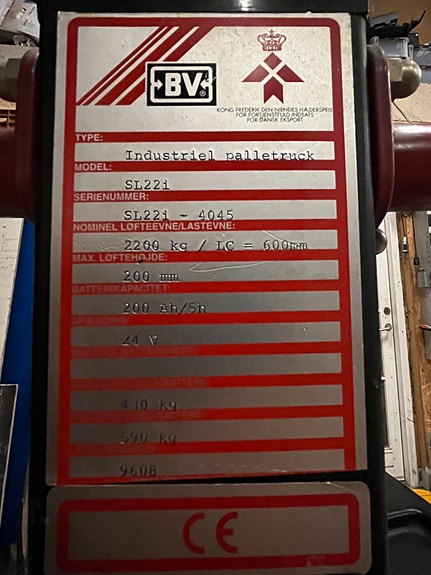 BV
KONG FREDERIK DEN NIENDES HÆDERSPRIS
FOR FORTJENSTFULD INDSATS
FOR DANSK EKSPORT
TYPE:
Industriel palletruck
MODEL:
SL22i
SERIENUMMER:
SL22i - 4045
NOMINEL LØFTEEVNE/LASTEVNE:
2200 kg / LC = 600mm
MAX. LØFTEHØJDE:
200 mm
BATTERIKAPACITET:
200 Ah/5h
24 V
kg
590 kg
9608
CE